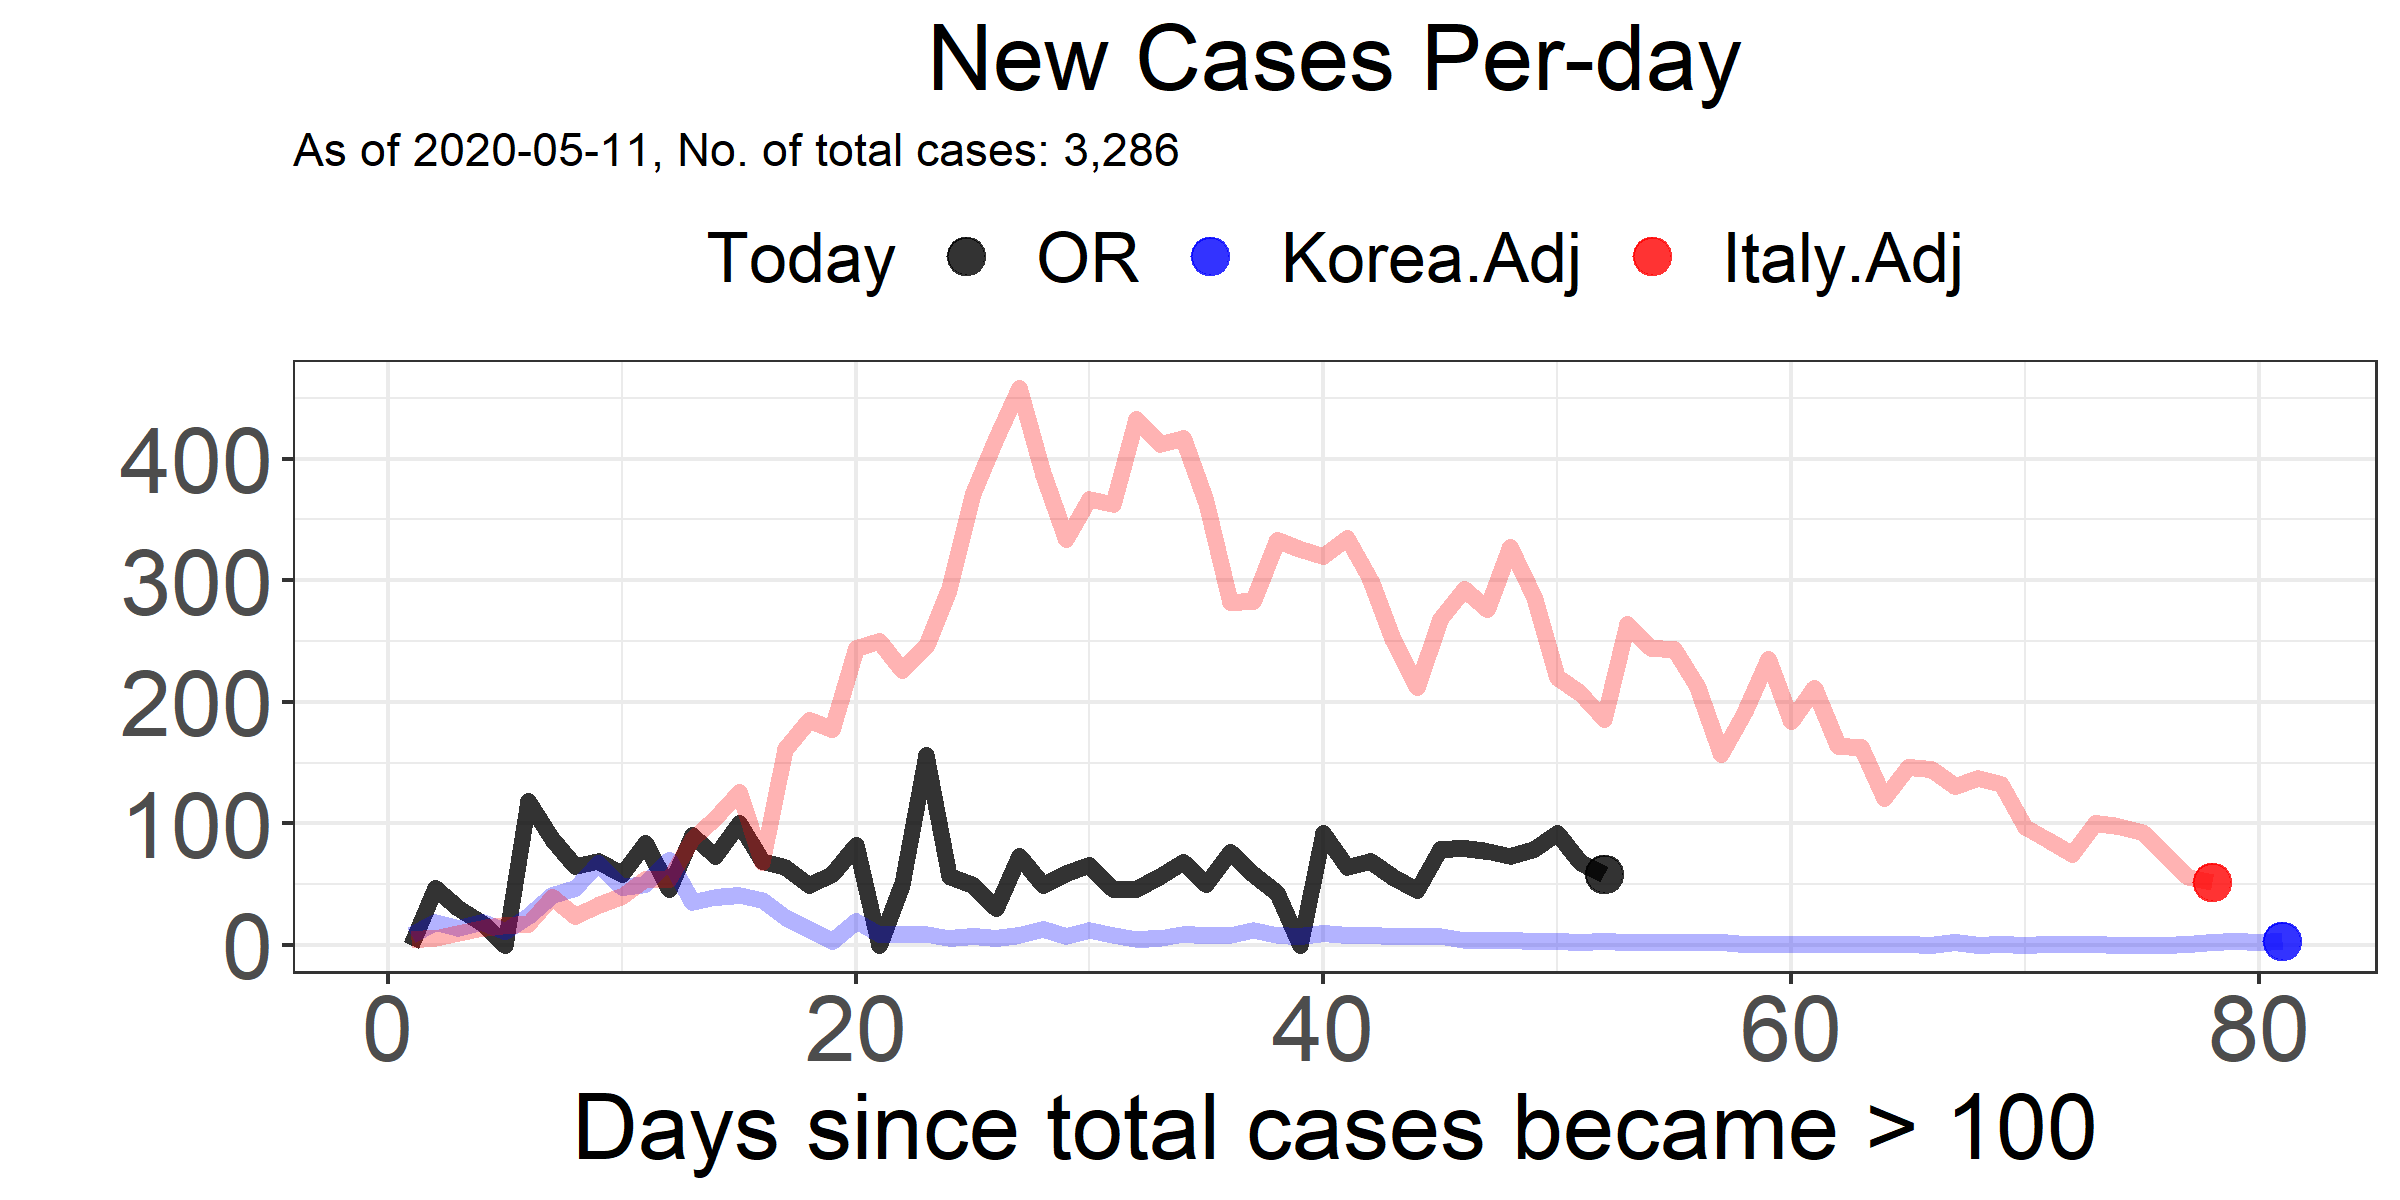 New Cases Per-day
As of 2020-05-11, No. of total cases: 3,286
Today OR Korea.Adj Italy.Adj
400
300
200
100
0
0 20 40 60 80
Days since total cases became > 100